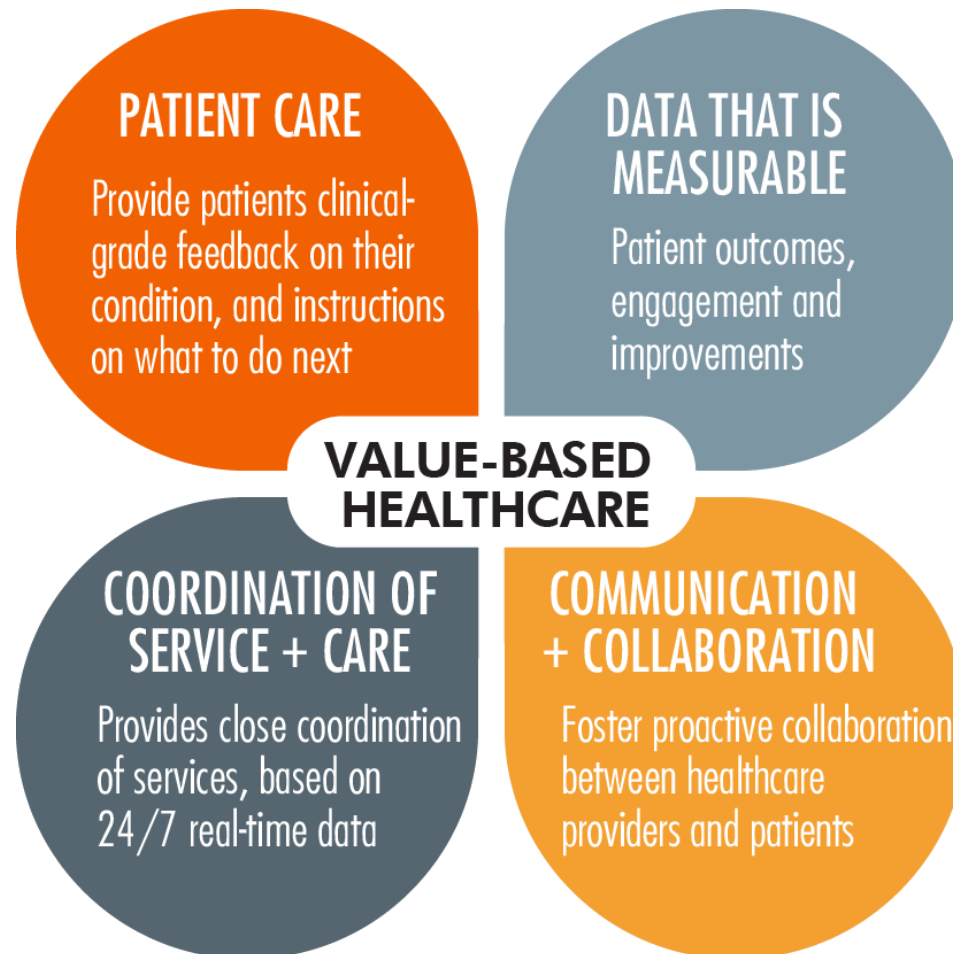 PATIENT CARE
Provide patients clinical-
grade feedback on their
condition, and instructions
on what to do next
DATA THAT IS
MEASURABLE
Patient outcomes,
engagement and
improvements
VALUE-BASED
HEALTHCARE
COORDINATION OF
SERVICE + CARE
Provides close coordination
of services, based on
24/7 real-time data
COMMUNICATION
+ COLLABORATION
Foster proactive collaboration
between healthcare
providers and patients